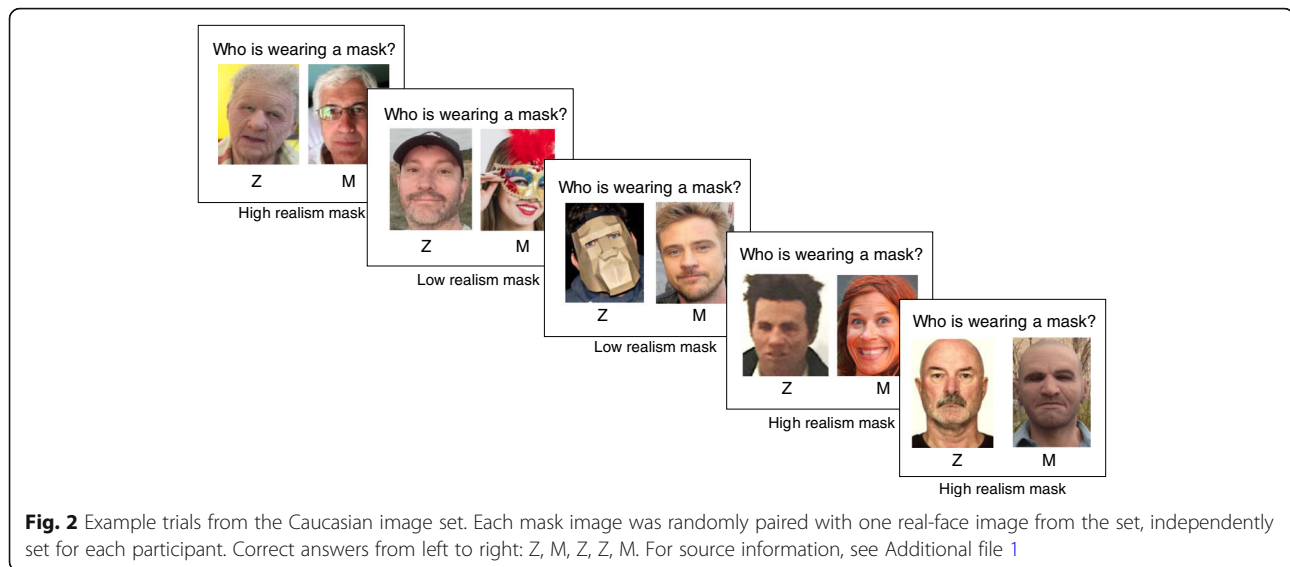 Who is wearing a mask?
Z M
High realism mask
Who is wearing a mask?
Z M
Low realism mask
Who is wearing a mask?
Z M
Low realism mask
Who is wearing a mask?
Z M
High realism mask
Who is wearing a mask?
Z M
High realism mask
Fig. 2 Example trials from the Caucasian image set. Each mask image was randomly paired with one real-face image from the set, independently
set for each participant. Correct answers from left to right: Z, M, Z, Z, M. For source information, see Additional file 1